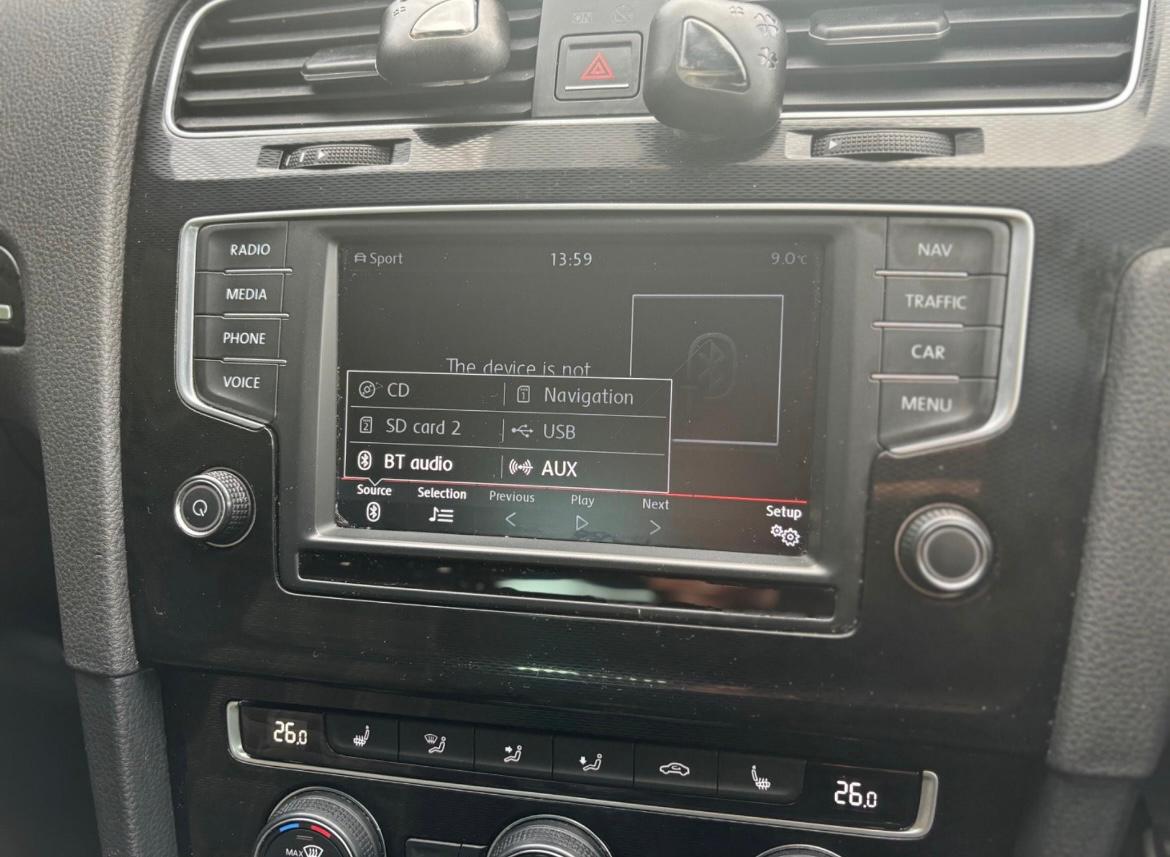 ON
RADIO
MEDIA
PHONE
VOICE
Sport 13:59 9.0°C
The device is not
CD Navigation
SD card 2 USB
BT audio AUX
Source Selection Previous Play Next Setup
NAV
TRAFFIC
CAR
MENU
26.0
26.0
MAX